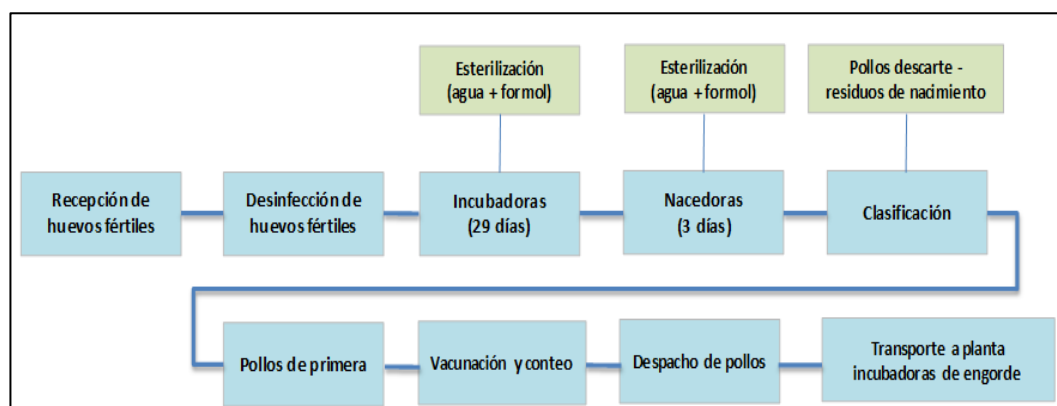 Esterilización
(agua + formol)
Esterilización
(agua + formol)
Pollos descarte -
residuos de nacimiento
Recepción de
huevos fértiles
Desinfección de
huevos fértiles
Incubadoras
(29 días)
Nacedoras
(3 días)
Clasificación
Pollos de primera
Vacunación y conteo
Despacho de pollos
Transporte a planta
incubadoras de engorde